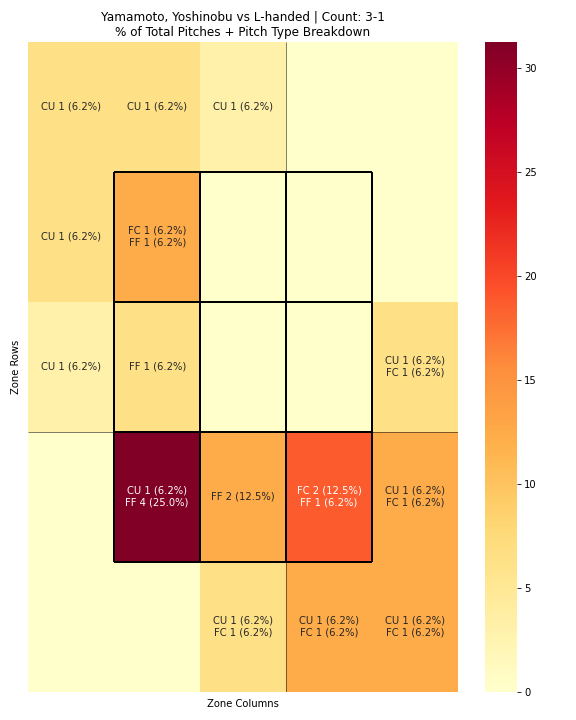 Yamamoto, Yoshinobu vs L-handed | Count: 3-1
% of Total Pitches + Pitch Type Breakdown
CU 1 (6.2%) CU 1 (6.2%) CU 1 (6.2%)
CU 1 (6.2%)
FC 1 (6.2%)
FF 1 (6.2%)
CU 1 (6.2%) FF 1 (6.2%)
CU 1 (6.2%)
FC 1 (6.2%)
CU 1 (6.2%)
FF 4 (25.0%)
FF 2 (12.5%)
FC 2 (12.5%)
FF 1 (6.2%)
CU 1 (6.2%)
FC 1 (6.2%)
CU 1 (6.2%)
FC 1 (6.2%)
CU 1 (6.2%)
FC 1 (6.2%)
CU 1 (6.2%)
FC 1 (6.2%)
Zone Rows
Zone Columns
30
25
20
15
10
5
0